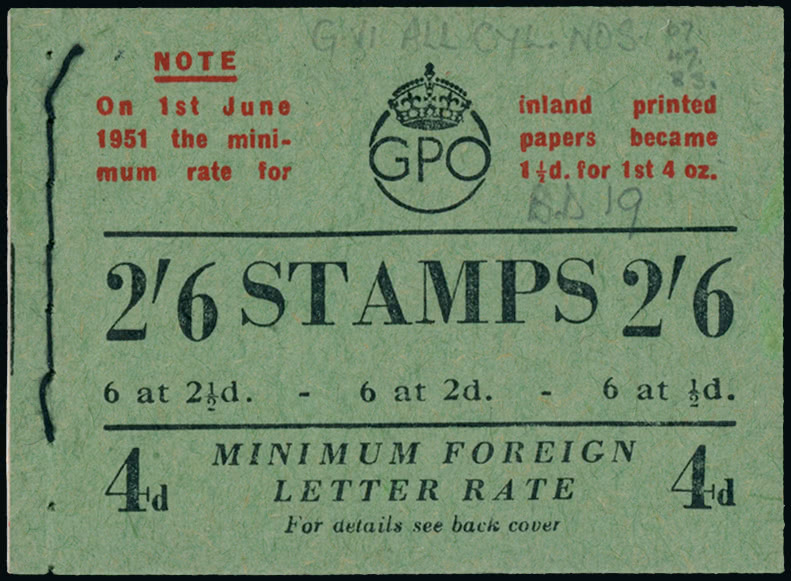 G VI ALL CYL. NOS.
NOTE
On 1st June
1951 the mini-
mum rate for
GPO
inland printed
papers became
1½d. for 1st 4 oz.
B.D 19
2'6 STAMPS 2'6
6 at 2½d. - 6 at 2d. - 6 at ½d.
4d MINIMUM FOREIGN 4d
LETTER RATE
For details see back cover